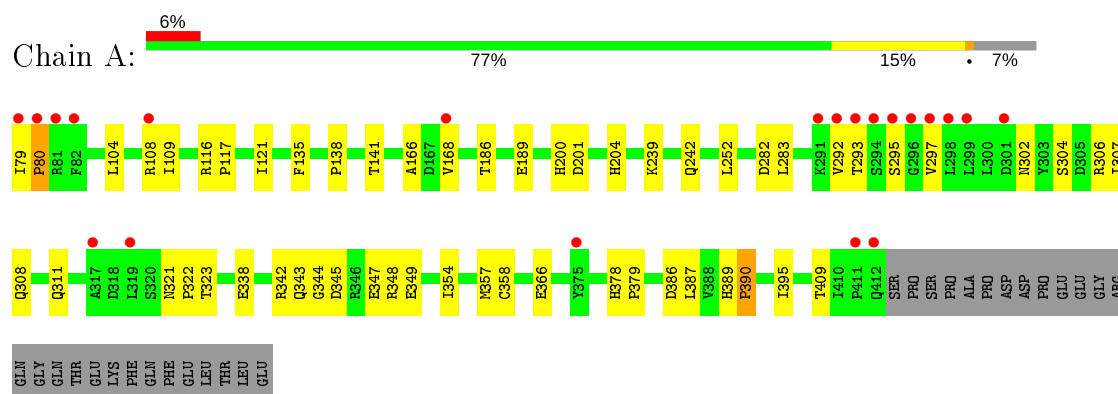 6%
Chain A:
77% 15% • 7%
I79 P80 R81 F82 L104 R108 I109 R116 P117 I121 F135 P138 T141 A166 D167 V168 T186 E189 H200 D201 H204 K239 Q242 L252 D282 L283 K291 V292 T293 S294 S295 G296 V297 L298 L299 L300 D301 N302 Y303 S304 D305 R306 I307
Q308 Q311 A317 D318 L319 S320 N321 P322 T323 E338 R342 Q343 G344 D345 R346 E347 R348 E349 I354 M357 C358 E366 Y375 H378 P379 D386 L387 V388 H389 P390 I395 T409 I410 P411 Q412 SER PRO SER PRO ALA PRO ASP ASP PRO GLU GLU GLY ARG
GLN GLY GLN THR GLU LYS PHE GLN PHE GLU LEU THR LEU GLU